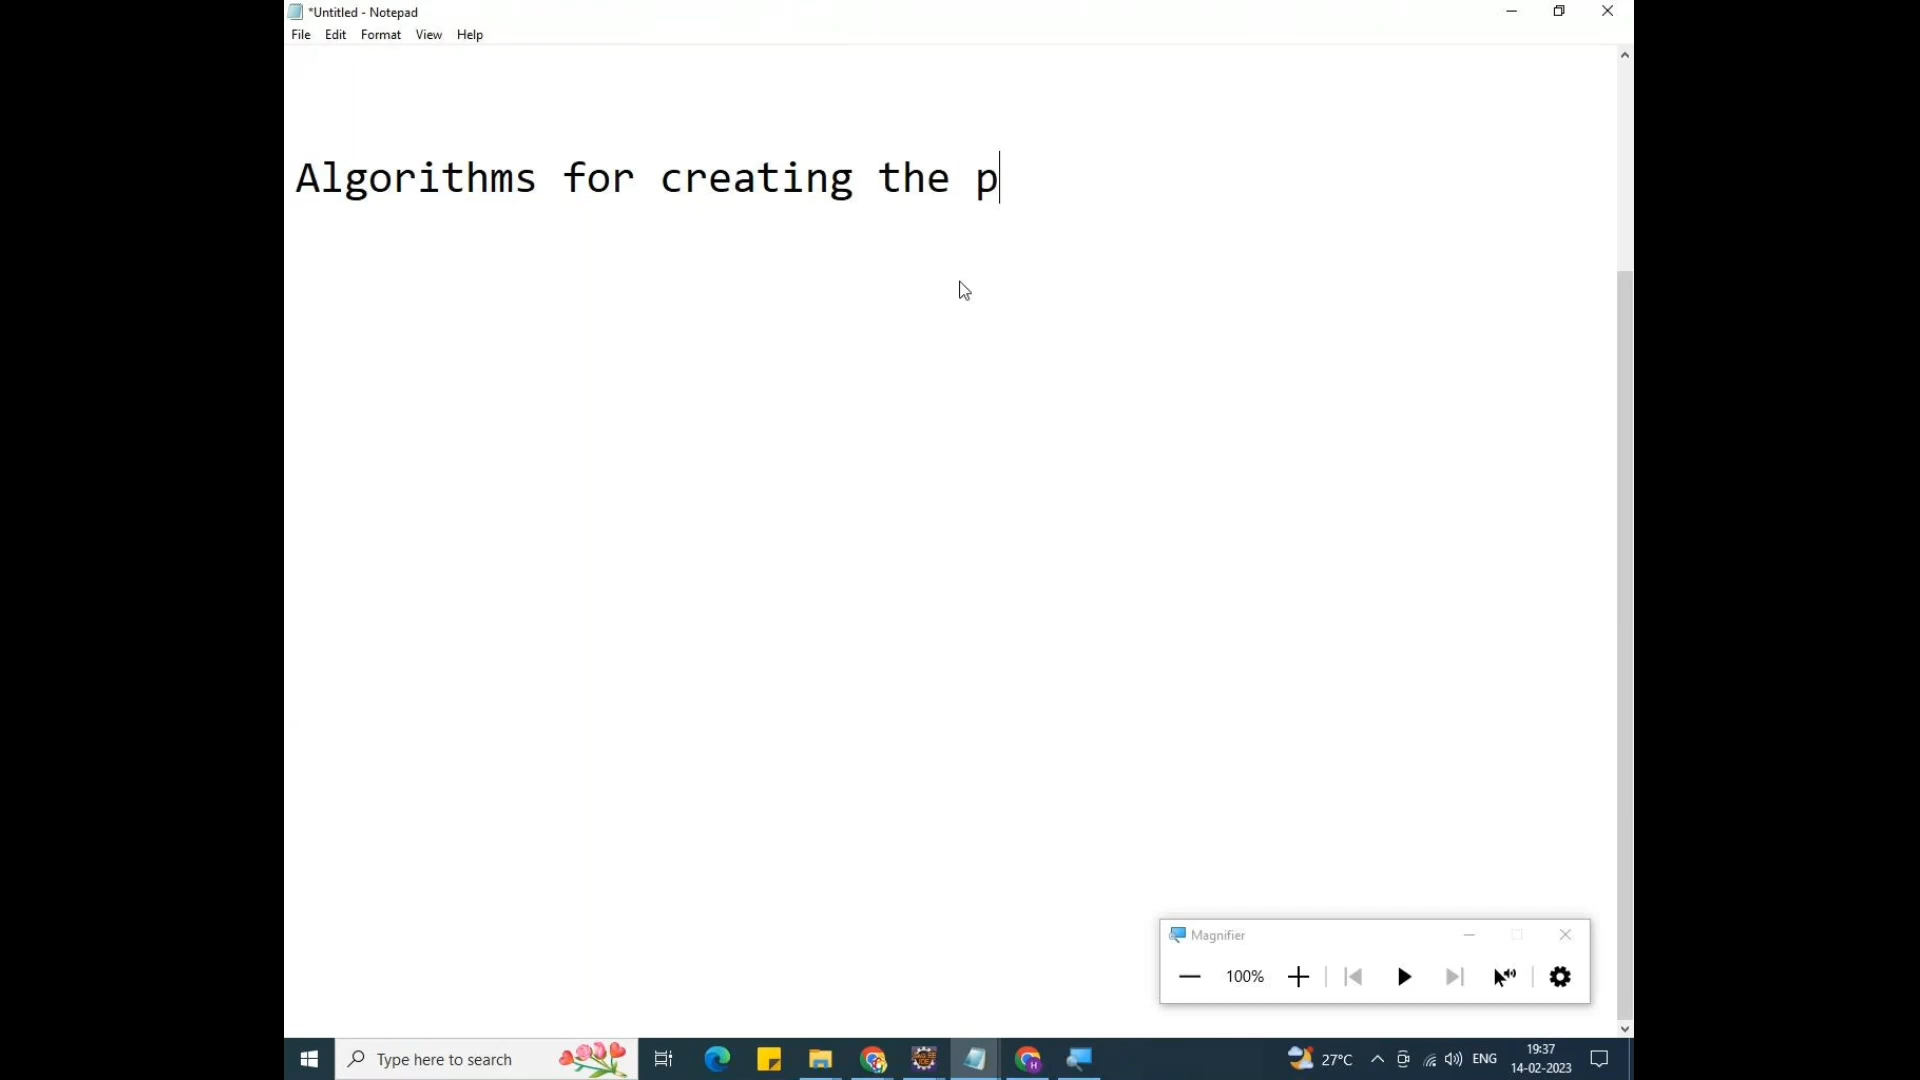 *Untitled - Notepad
File Edit Format View Help
Algorithms for creating the p
Magnifier
100%
Type here to search
27°C
ENG
19:37
14-02-2023